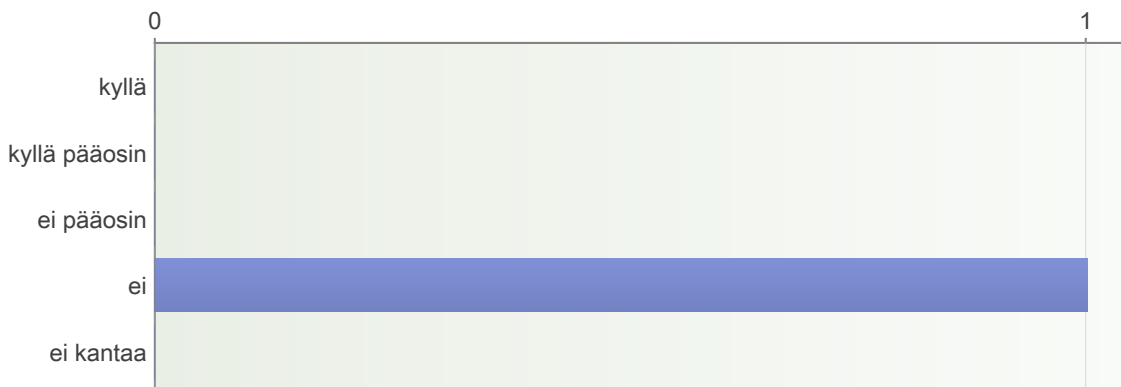 0 1
kyllä
kyllä pääosin
ei pääosin
ei
ei kantaa